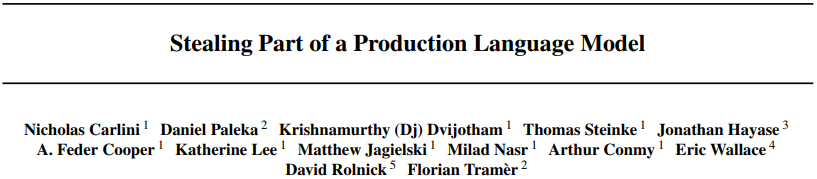 Stealing Part of a Production Language Model
Nicholas Carlini 1 Daniel Paleka 2 Krishnamurthy (Dj) Dvijotham 1 Thomas Steinke 1 Jonathan Hayase 3
A. Feder Cooper 1 Katherine Lee 1 Matthew Jagielski 1 Milad Nasr 1 Arthur Conmy 1 Eric Wallace 4
David Rolnick 5 Florian Tramèr 2